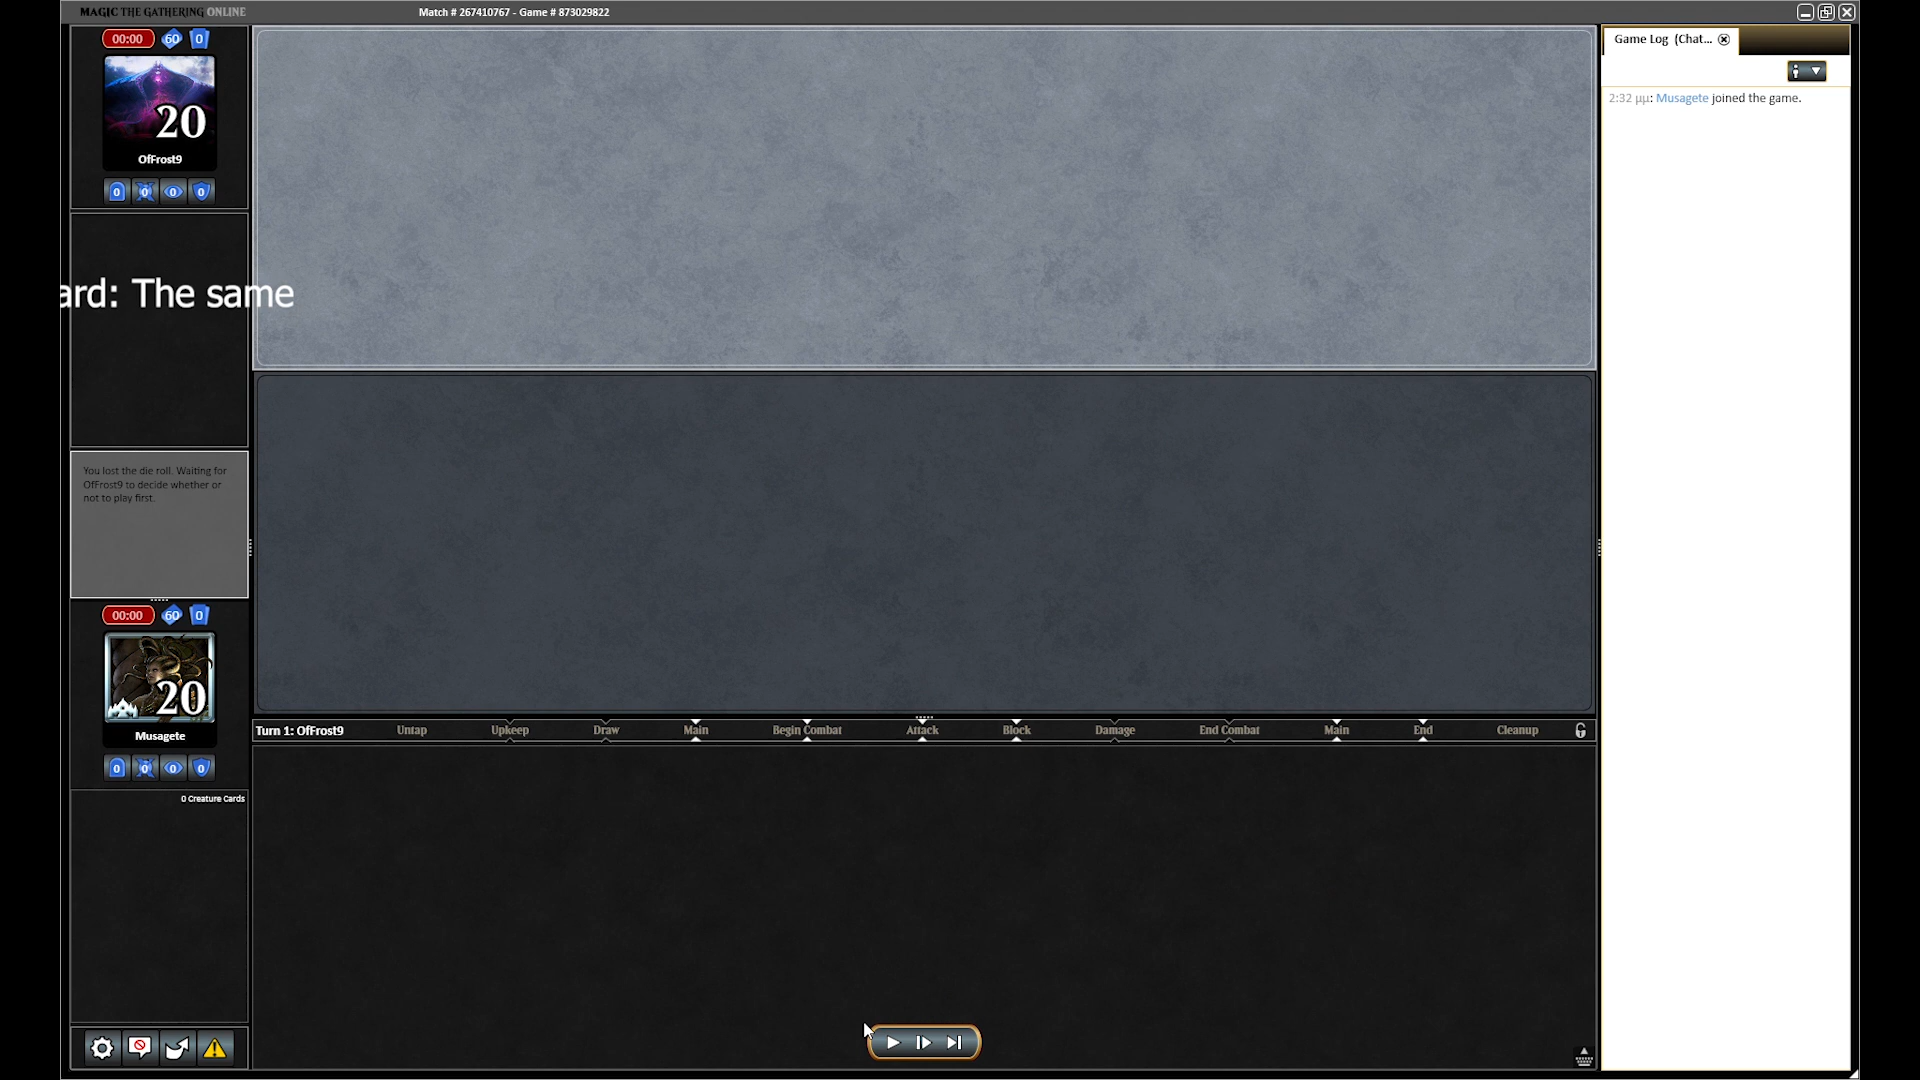 MAGIC THE GATHERING ONLINE
Match # 267410767 - Game # 873029822
00:00 60 0
20
OfFrost9
0 0 0 0
ard: The same
You lost the die roll. Waiting for
OfFrost9 to decide whether or
not to play first.
00:00 60 0
20
Musagete
0 0 0 0
0 Creature Cards
Turn 1: OfFrost9 Untap Upkeep Draw Main Begin Combat Attack Block Damage End Combat Main End Cleanup
Game Log (Chat...
2:32 μμ: Musagete joined the game.